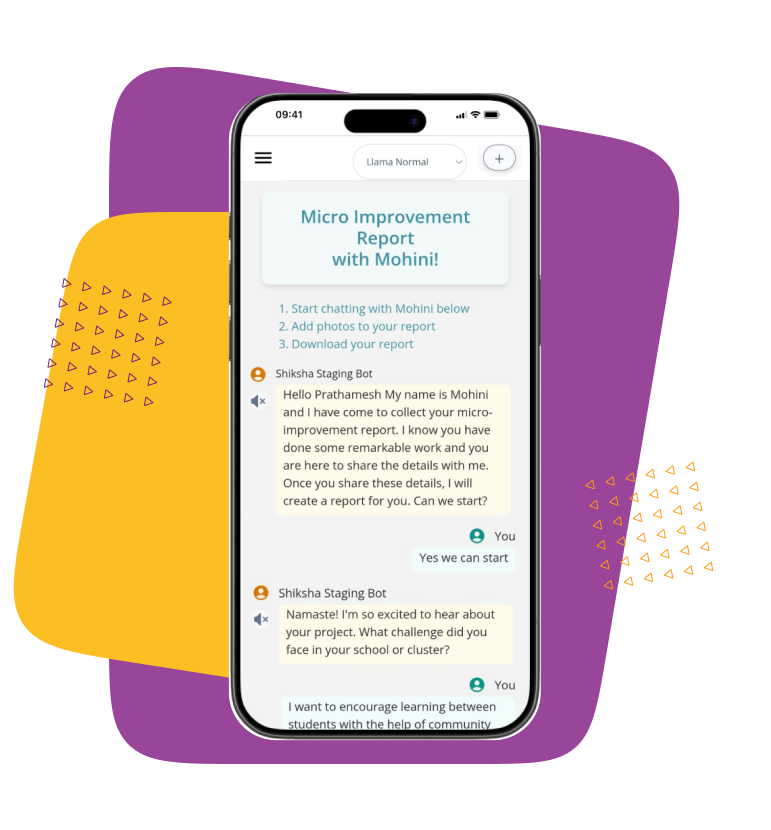 09:41
Llama Normal
+
Micro Improvement
Report
with Mohini!
1. Start chatting with Mohini below
2. Add photos to your report
3. Download your report
Shiksha Staging Bot
Hello Prathamesh My name is Mohini
and I have come to collect your micro-
improvement report. I know you have
done some remarkable work and you
are here to share the details with me.
Once you share these details, I will
create a report for you. Can we start?
You
Yes we can start
Shiksha Staging Bot
Namaste! I'm so excited to hear about
your project. What challenge did you
face in your school or cluster?
You
I want to encourage learning between
students with the help of community